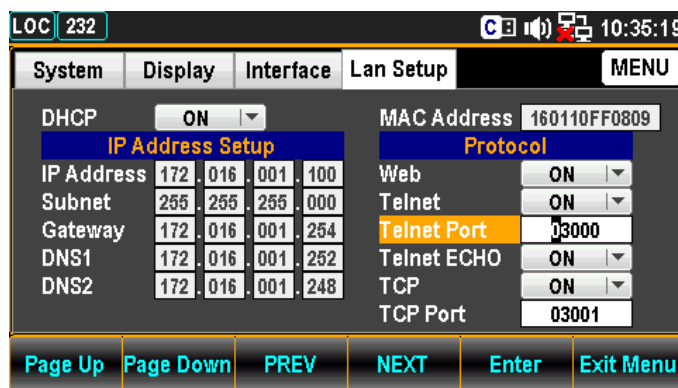 LOC 232 C 10:35:19
System Display Interface Lan Setup MENU
DHCP ON
IP Address Setup
IP Address 172 . 016 . 001 . 100
Subnet 255 . 255 . 255 . 000
Gateway 172 . 016 . 001 . 254
DNS1 172 . 016 . 001 . 252
DNS2 172 . 016 . 001 . 248
MAC Address 160110FF0809
Protocol
Web ON
Telnet ON
Telnet Port 03000
Telnet ECHO ON
TCP ON
TCP Port 03001
Page Up Page Down PREV NEXT Enter Exit Menu